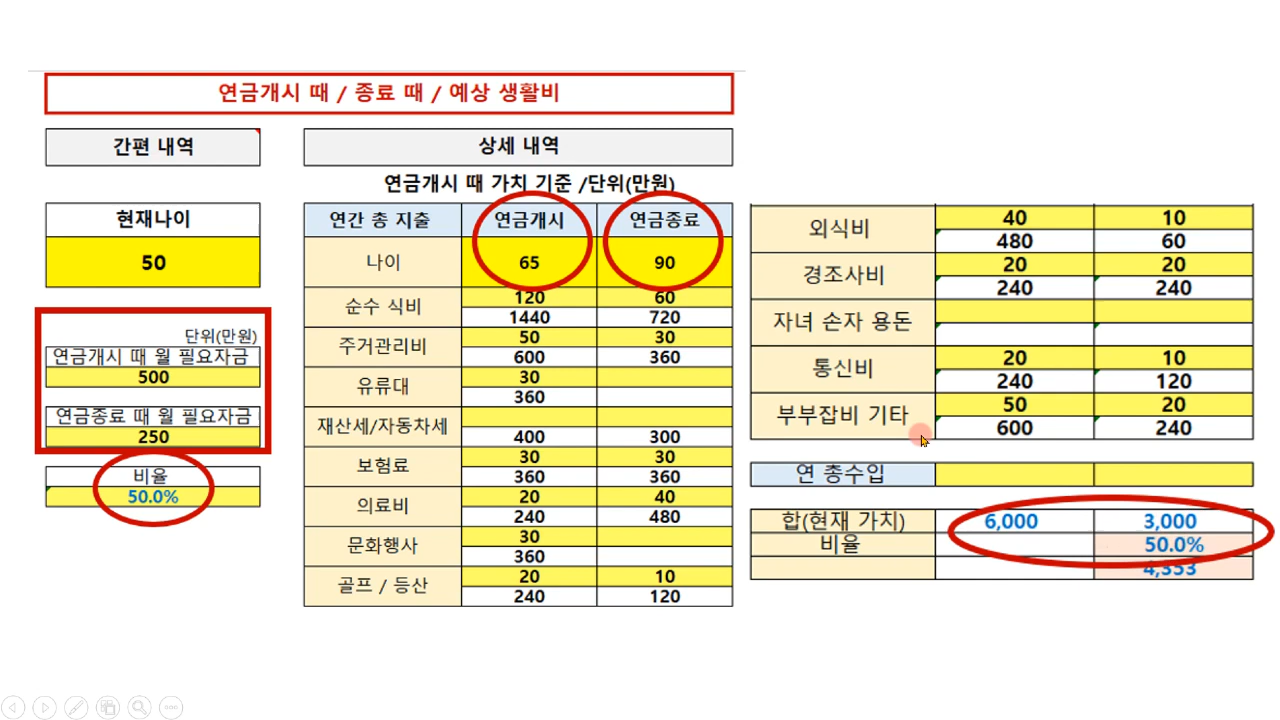 연금개시 때 / 종료 때 / 예상 생활비
간편 내역
현재나이
50
단위(만원)
연금개시 때 월 필요자금
500
연금종료 때 월 필요자금
250
비율
50.0%
상세 내역
연금개시 때 가치 기준 /단위(만원)
연간 총 지출 연금개시 연금종료
나이 65 90
순수 식비 120 60
1440 720
주거관리비 50 30
600 360
유류대 30
360
재산세/자동차세
400 300
보험료 30 30
360 360
의료비 20 40
240 480
문화행사 30
360
골프 / 등산 20 10
240 120
외식비 40 10
480 60
경조사비 20 20
240 240
자녀 손자 용돈
통신비 20 10
240 120
부부잡비 기타 50 20
600 240
연 총수입
합(현재 가치) 6,000 3,000
비율 50.0%
4,353